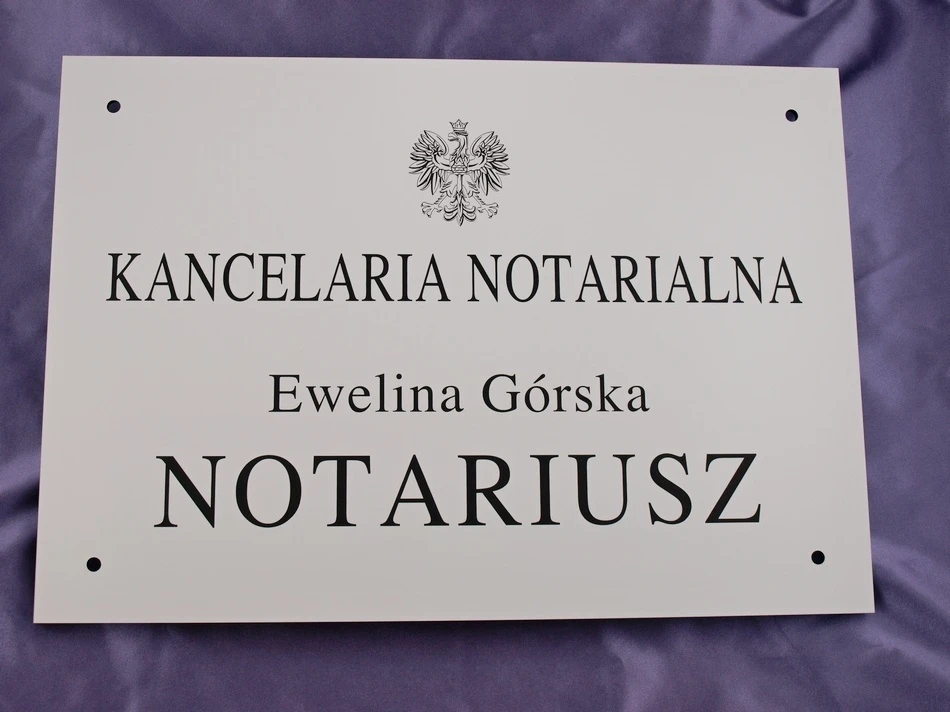 KANCELARIA NOTARIALNA
Ewelina Górska
NOTARIUSZ